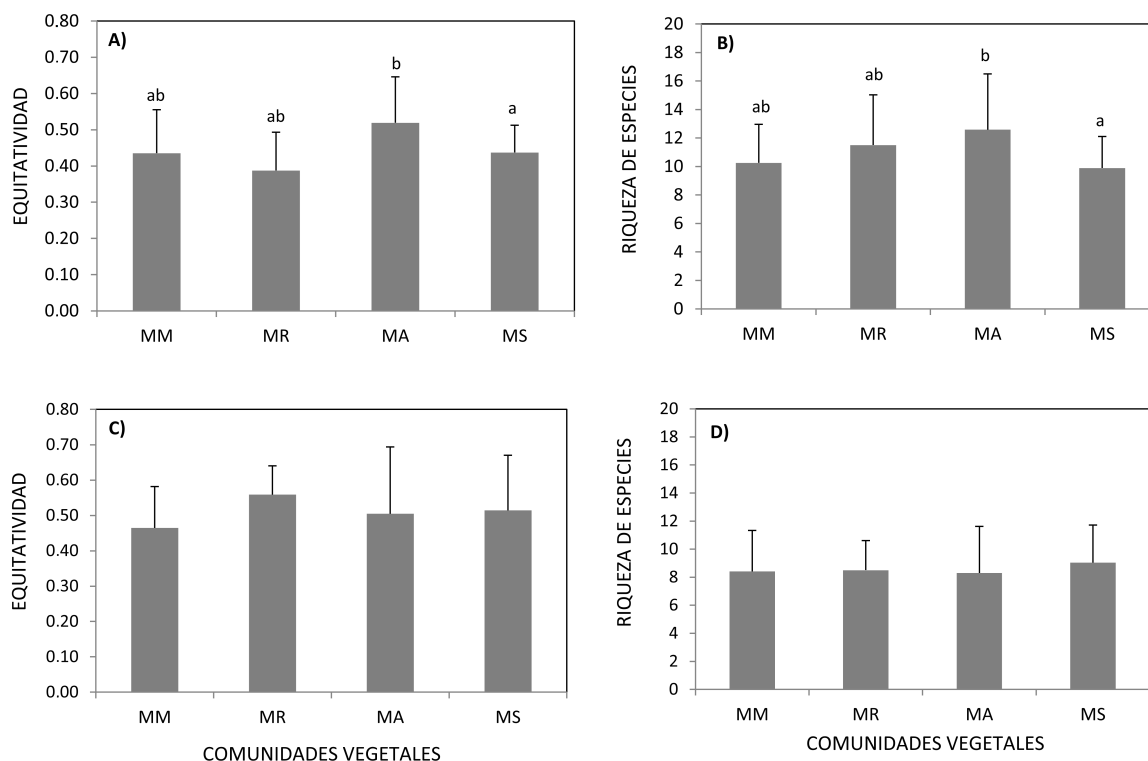 A)
EQUITATIVIDAD
0.80
0.70
0.60
0.50
0.40
0.30
0.20
0.10
0.00
ab
ab
b
a
MM MR MA MS
B)
RIQUEZA DE ESPECIES
20
18
16
14
12
10
8
6
4
2
0
ab
ab
b
a
MM MR MA MS
C)
EQUITATIVIDAD
0.80
0.70
0.60
0.50
0.40
0.30
0.20
0.10
0.00
MM MR MA MS
COMUNIDADES VEGETALES
D)
RIQUEZA DE ESPECIES
20
18
16
14
12
10
8
6
4
2
0
MM MR MA MS
COMUNIDADES VEGETALES